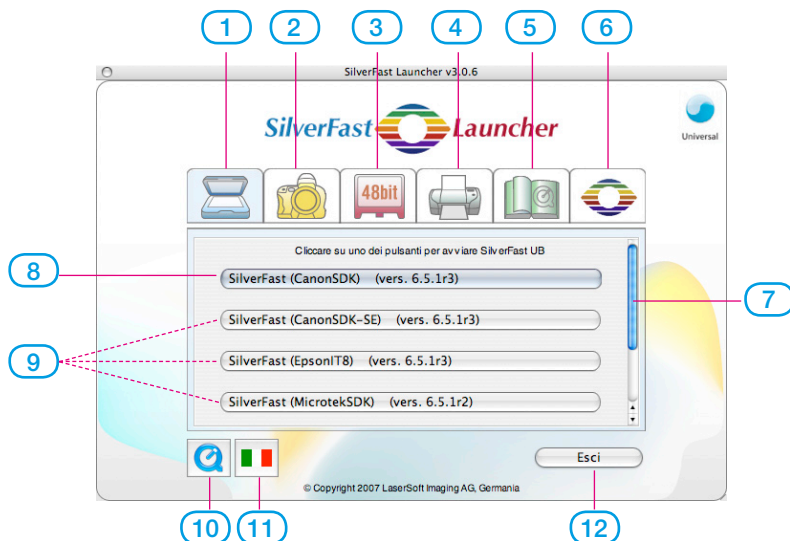 1 2 3 4 5 6
SilverFast Launcher v3.0.6
SilverFast Launcher
Universal
48bit
Cliccare su uno dei pulsanti per avviare SilverFast UB
8
SilverFast (CanonSDK) (vers. 6.5.1r3)
7
SilverFast (CanonSDK-SE) (vers. 6.5.1r3)
9
SilverFast (EpsonIT8) (vers. 6.5.1r3)
SilverFast (MicrotekSDK) (vers. 6.5.1r2)
Esci
© Copyright 2007 LaserSoft Imaging AG, Germania
10 11 12